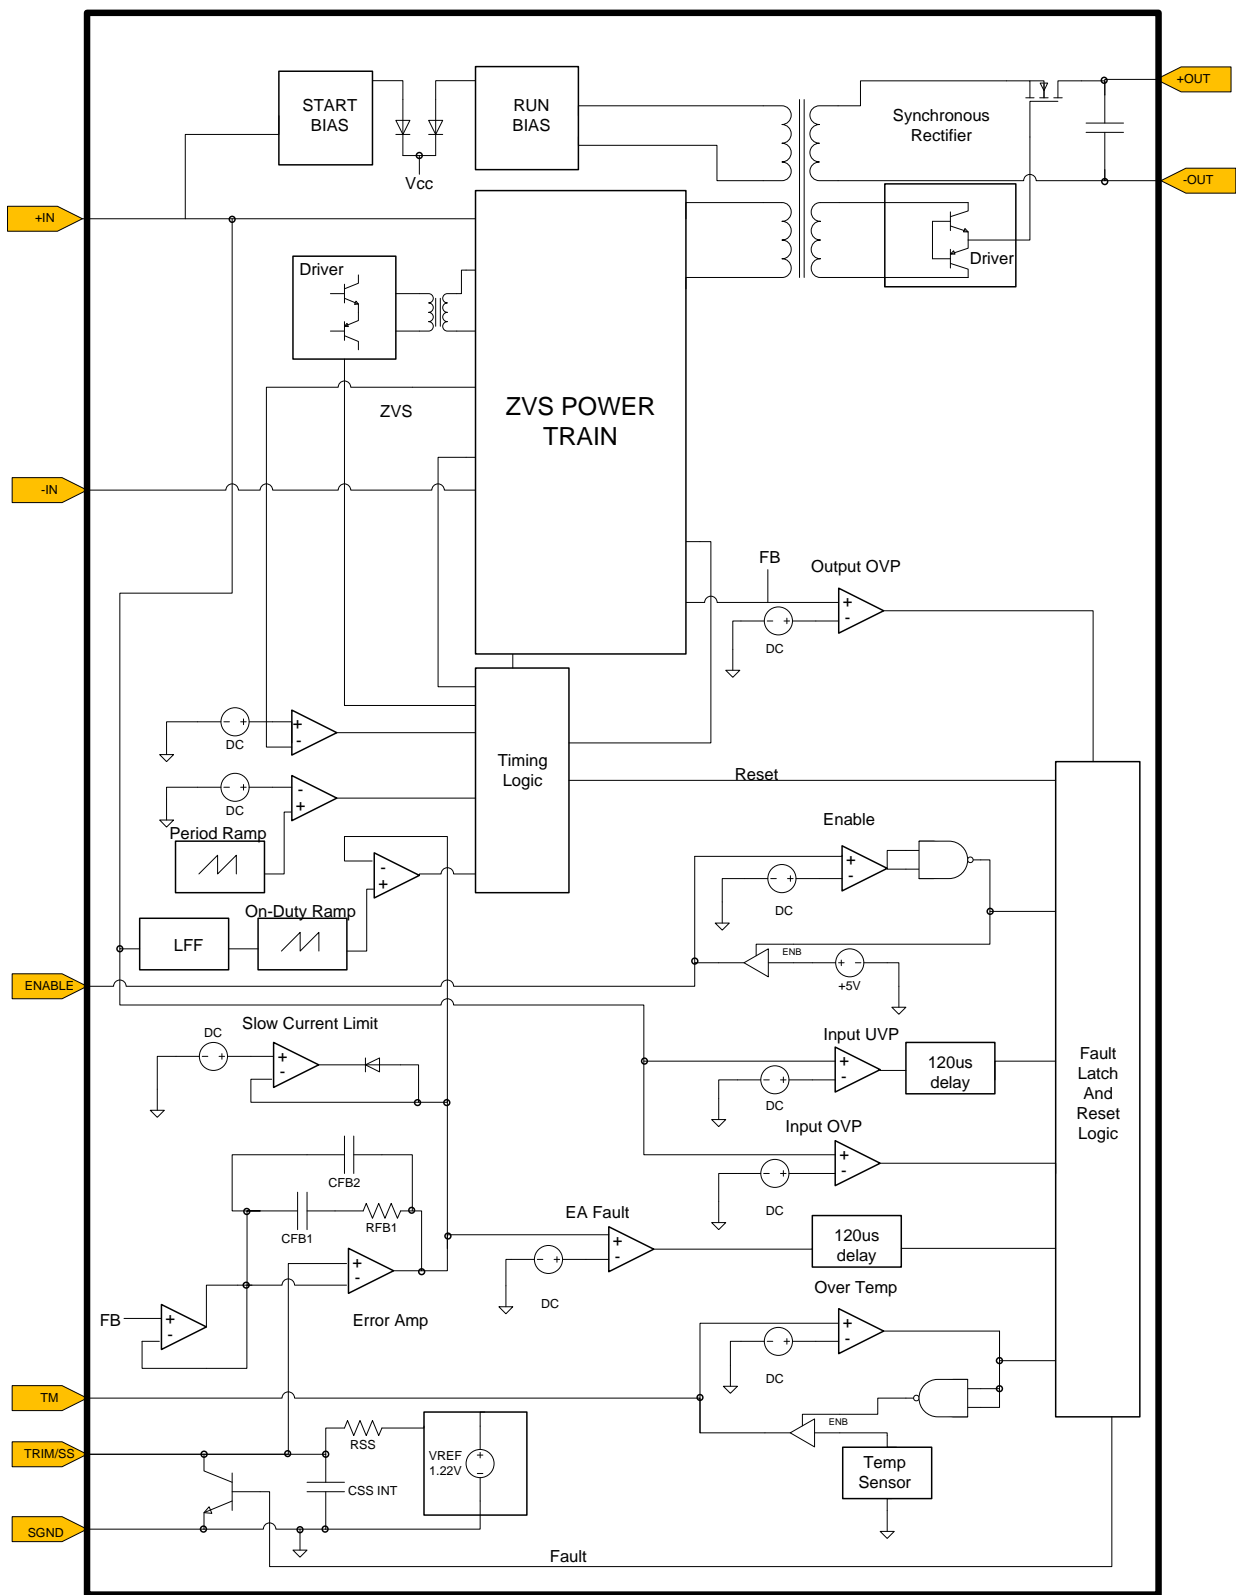 START
BIAS
RUN
BIAS
Vcc
Synchronous
Rectifier
+OUT
-OUT
+IN
Driver
Driver
ZVS
ZVS POWER
TRAIN
-IN
FB
Output OVP
+
-
- +
DC
- +
DC
+
-
Timing
Logic
Reset
- +
DC
-
+
Period Ramp
Enable
-
+
+
-
- +
DC
On-Duty Ramp
LFF
ENB
+ -
+5V
ENABLE
Slow Current Limit
DC
- +
+
-
Input UVP
+
-
- +
DC
120us
delay
Fault
Latch
And
Reset
Logic
Input OVP
+
-
- +
DC
CFB2
CFB1
RFB1
EA Fault
+
-
- +
DC
120us
delay
+
-
Error Amp
FB
+
-
Over Temp
+
-
- +
DC
TM
ENB
TRIM/SS
RSS
VREF
1.22V
+
-
CSS INT
Temp
Sensor
SGND
Fault